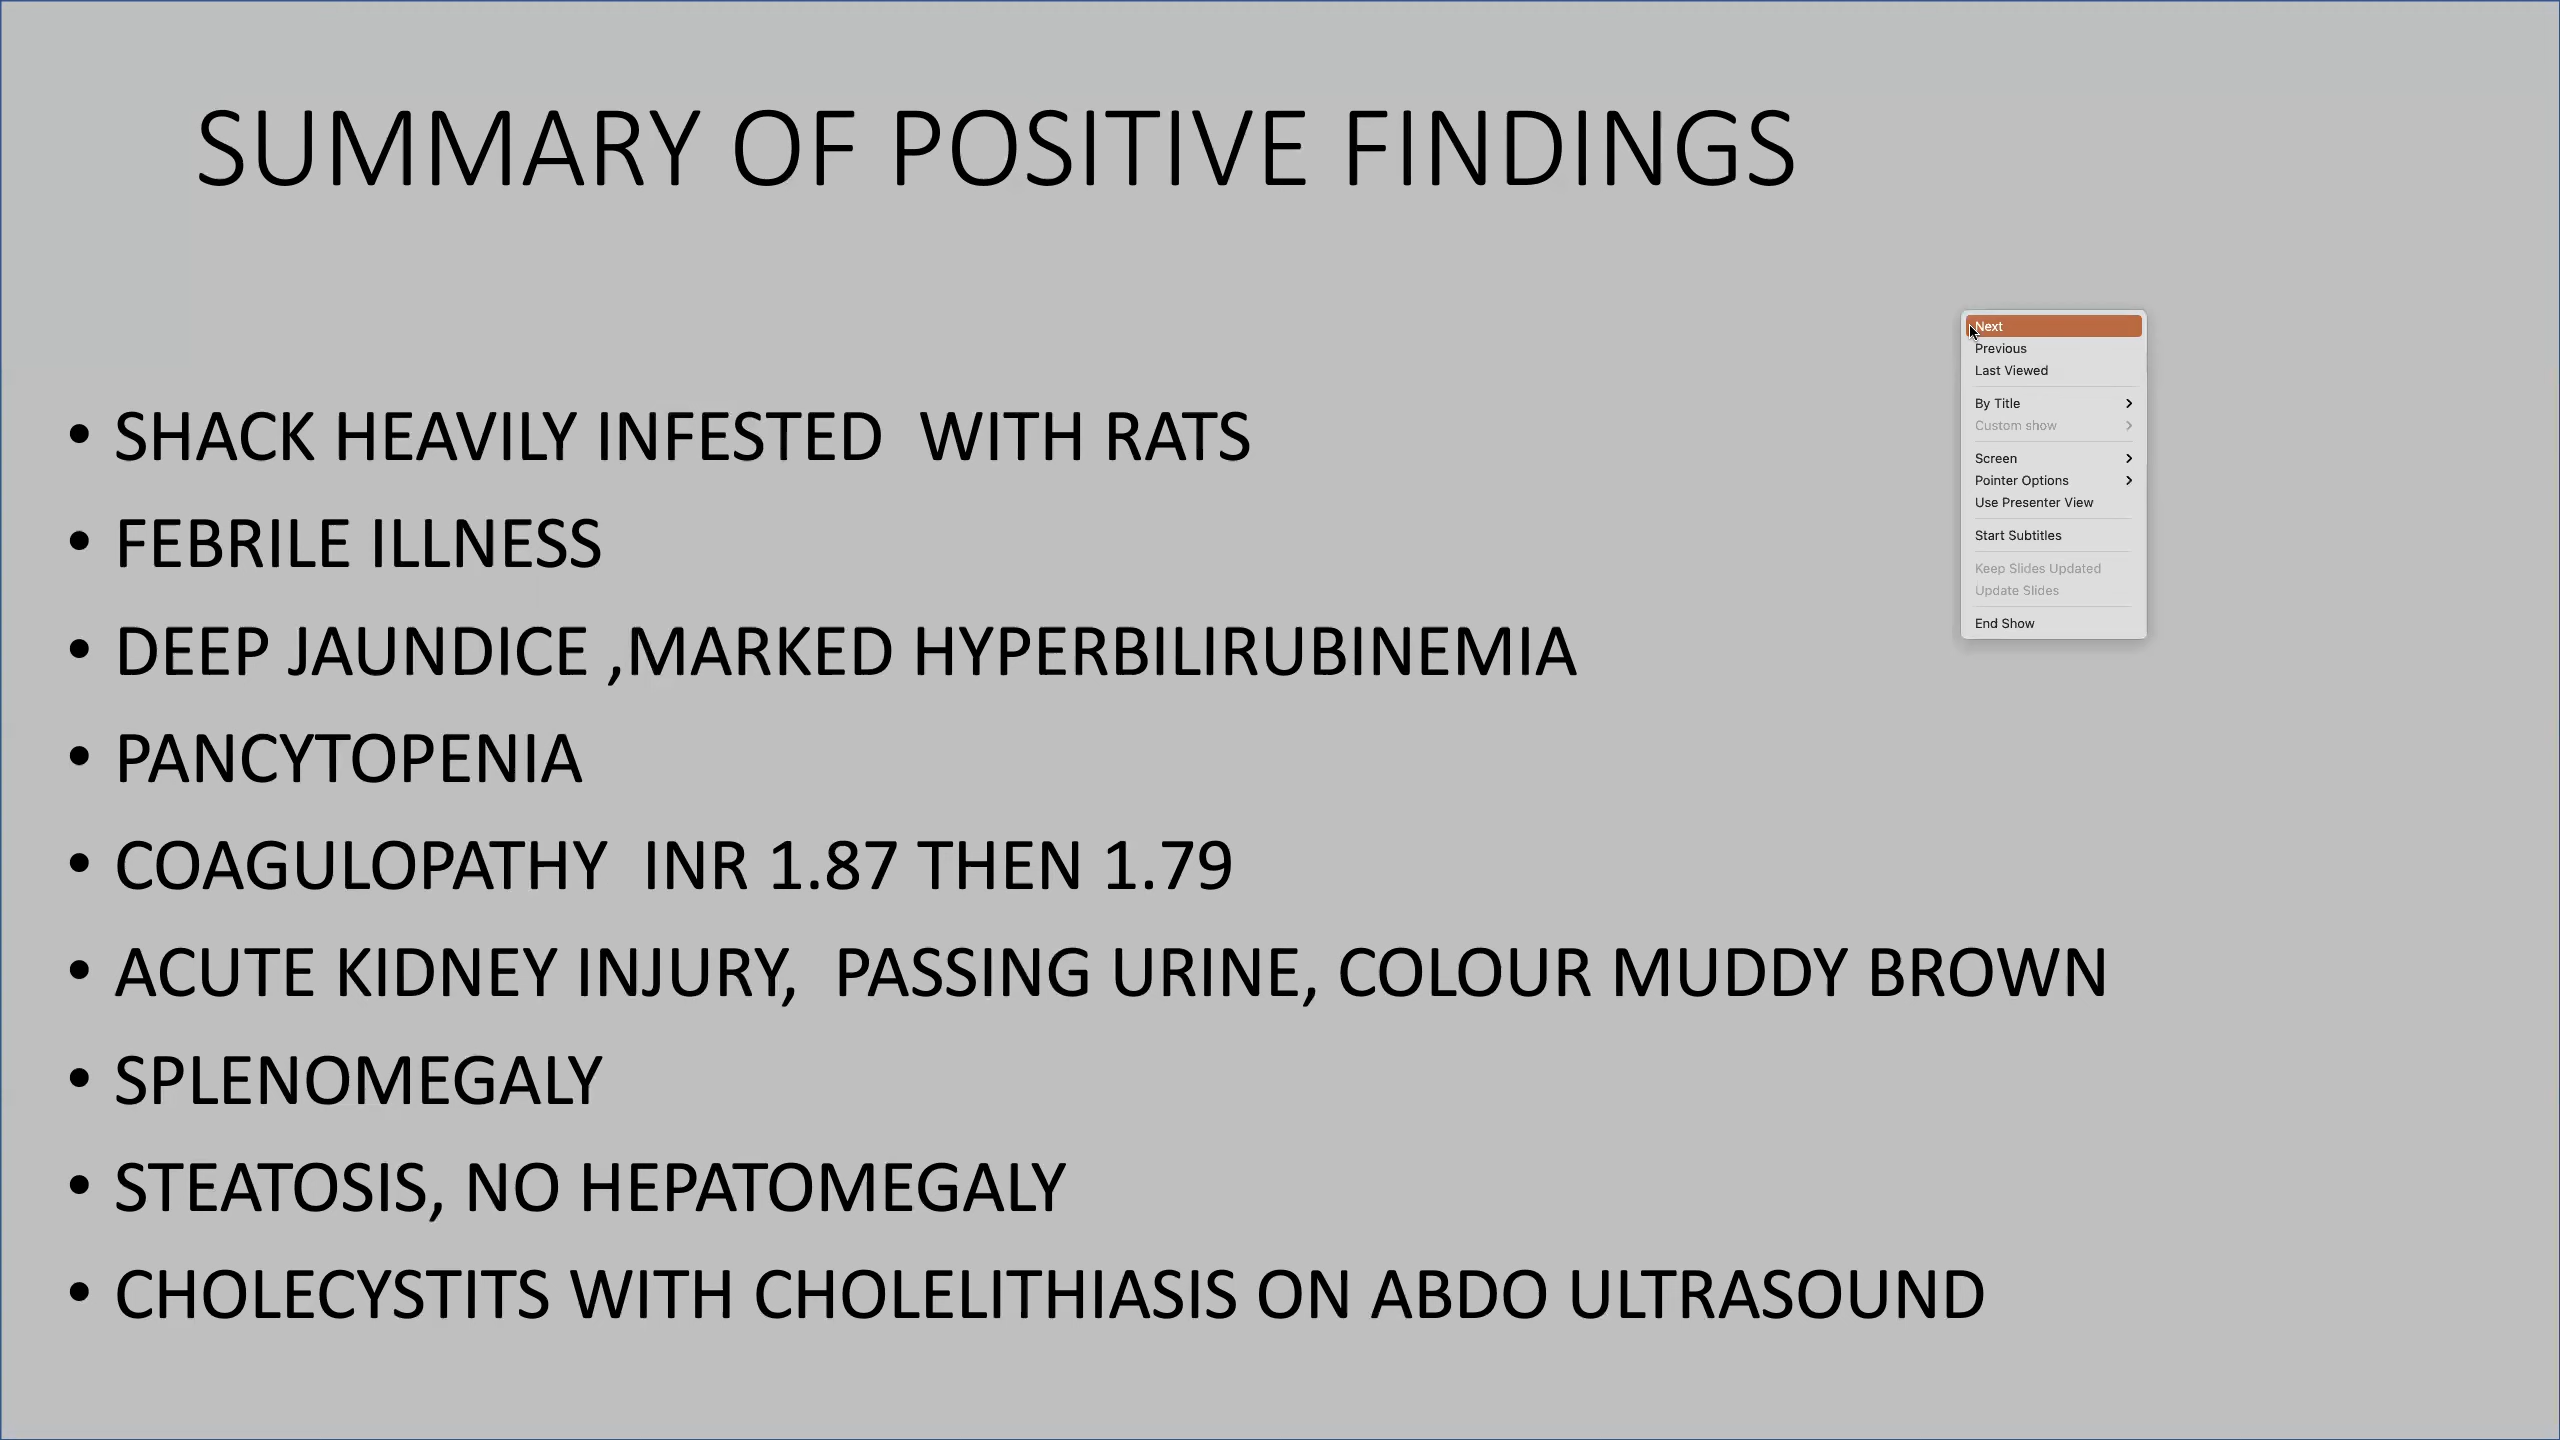 SUMMARY OF POSITIVE FINDINGS
• SHACK HEAVILY INFESTED  WITH RATS
• FEBRILE ILLNESS
• DEEP JAUNDICE ,MARKED HYPERBILIRUBINEMIA
• PANCYTOPENIA
• COAGULOPATHY  INR 1.87 THEN 1.79
• ACUTE KIDNEY INJURY,  PASSING URINE, COLOUR MUDDY BROWN
• SPLENOMEGALY
• STEATOSIS, NO HEPATOMEGALY
• CHOLECYSTITS WITH CHOLELITHIASIS ON ABDO ULTRASOUND
Next
Previous
Last Viewed
By Title
Custom show
Screen
Pointer Options
Use Presenter View
Start Subtitles
Keep Slides Updated
Update Slides
End Show